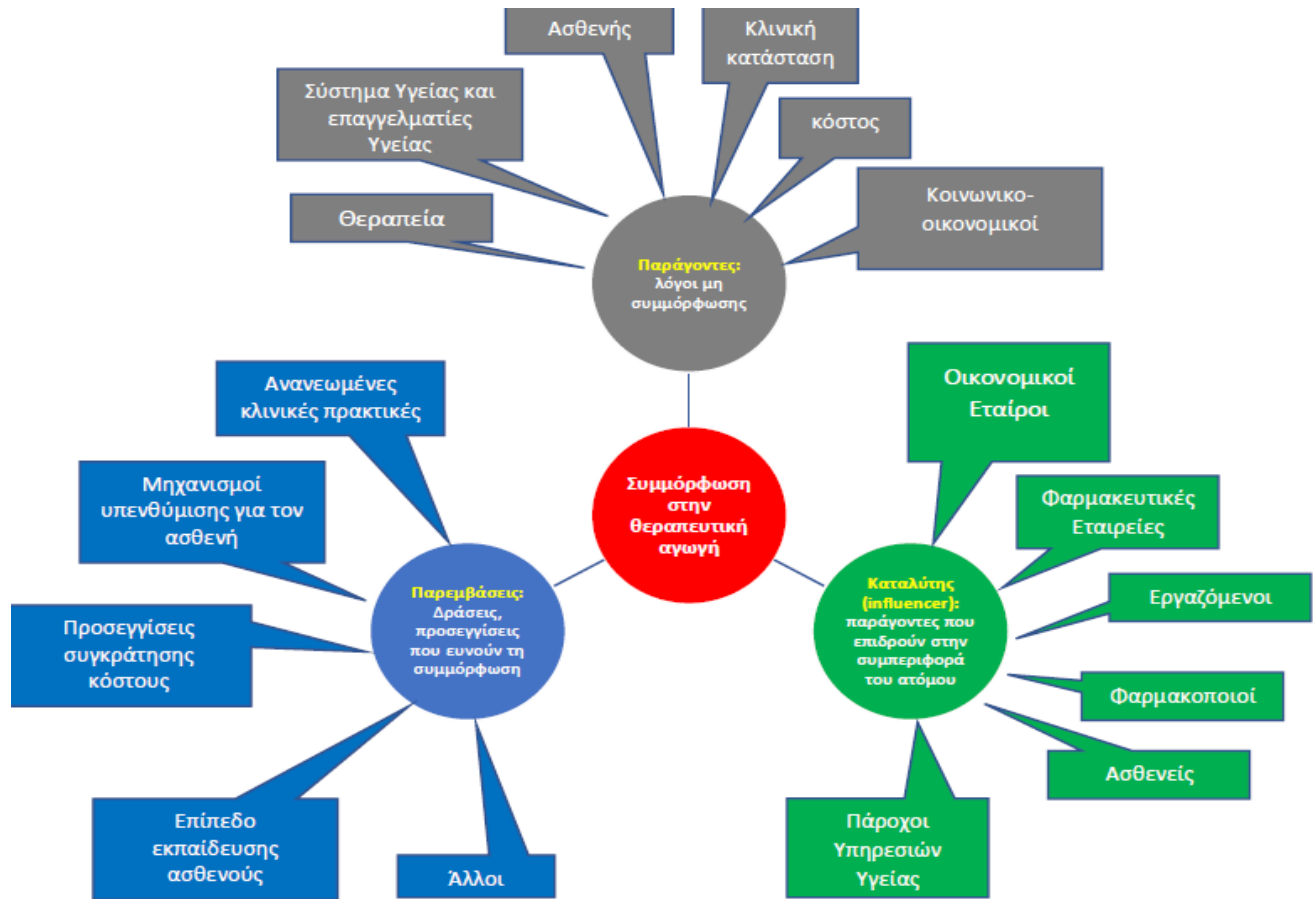 Ασθενής
Κλινική
κατάσταση
Σύστημα Υγείας και
επαγγελματίες
Υγείας
κόστος
Θεραπεία
Κοινωνικο-
οικονομικοί
Παράγοντες:
λόγοι μη
συμμόρφωσης
Ανανεωμένες
κλινικές πρακτικές
Μηχανισμοί
υπενθύμισης για τον
ασθενή
Προσεγγίσεις
συγκράτησης
κόστους
Επίπεδο
εκπαίδευσης
ασθενούς
Άλλοι
Παρεμβάσεις:
Δράσεις,
προσεγγίσεις
που ευνούν τη
συμμόρφωση
Συμμόρφωση
στην
θεραπευτική
αγωγή
Οικονομικοί
Εταίροι
Φαρμακευτικές
Εταιρείες
Εργαζόμενοι
Φαρμακοποιοί
Ασθενείς
Πάροχοι
Υπηρεσιών
Υγείας
Καταλύτης
(influencer):
παράγοντες που
επιδρούν στην
συμπεριφορά
του ατόμου